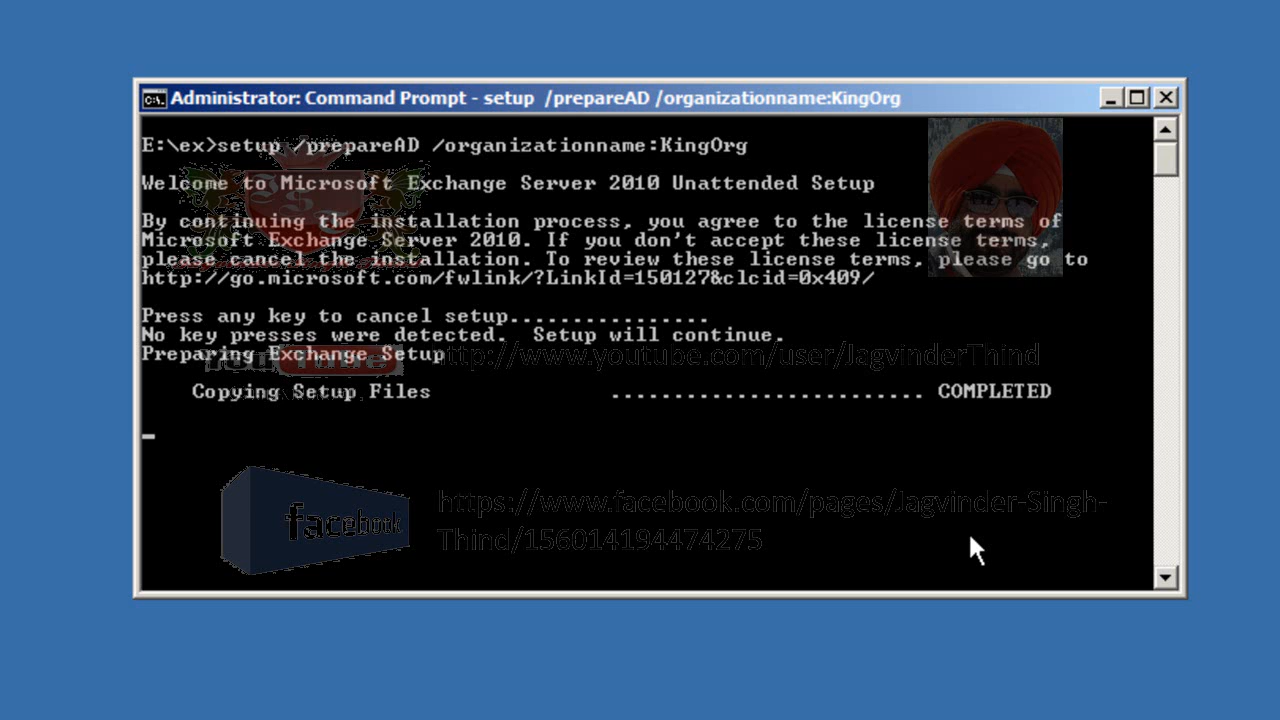 Administrator: Command Prompt - setup /prepareAD /organizationname:KingOrg
E:\ex>setup /prepareAD /organizationname:KingOrg
Welcome to Microsoft Exchange Server 2010 Unattended Setup
By continuing the installation process, you agree to the license terms of
Microsoft Exchange Server 2010. If you don't accept these license terms,
please cancel the installation. To review these license terms, please go to
http://go.microsoft.com/fwlink/?LinkId=150127&clcid=0x409/
Press any key to cancel setup................
No key presses were detected.  Setup will continue.
Preparing Exchange Setup
YouTube
http://www.youtube.com/user/JagvinderThind
Copying Setup Files ......................... COMPLETED
facebook
https://www.facebook.com/pages/Jagvinder-Singh-
Thind/156014194474275